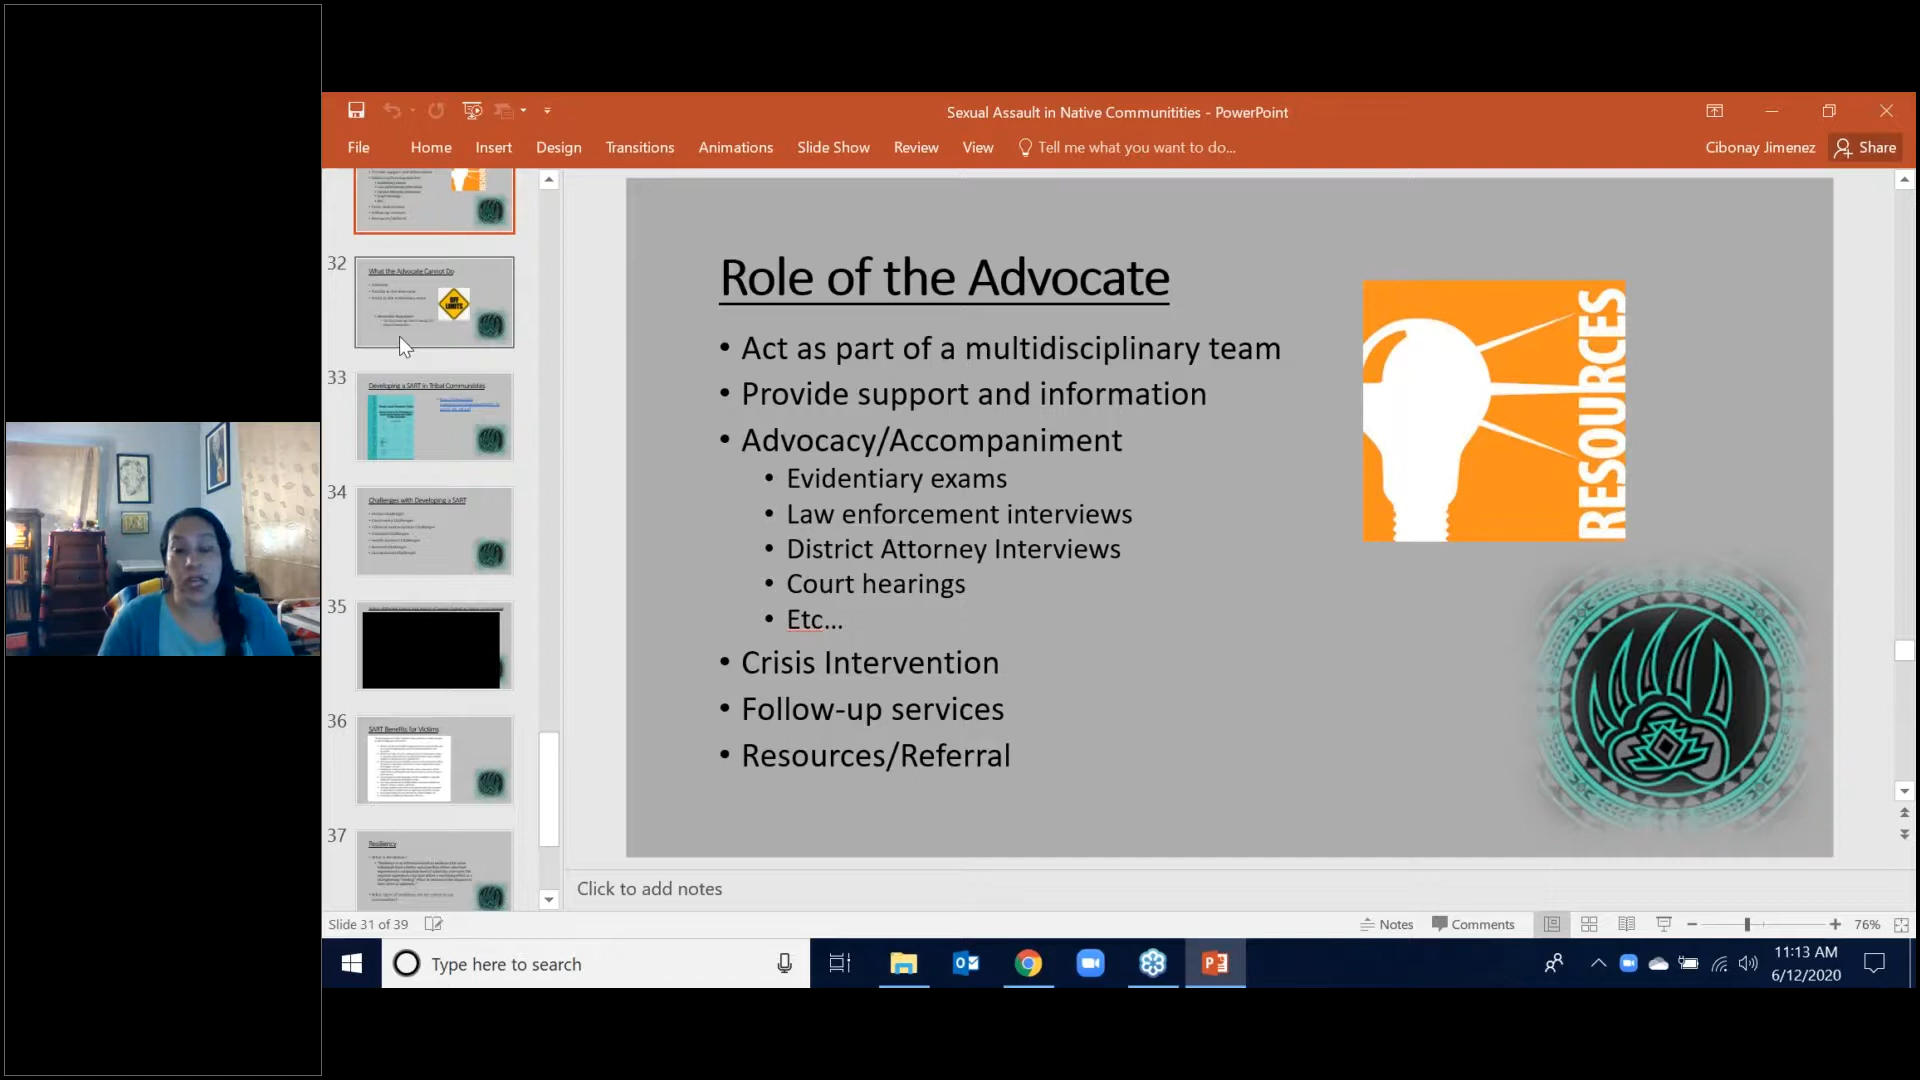 Sexual Assault in Native Communitities - PowerPoint
File Home Insert Design Transitions Animations Slide Show Review View Tell me what you want to do...
Cibonay Jimenez Share
32
What the Advocate Cannot Do
OFF LIMITS
33
Developing a SART in Tribal Communities
34
Challenges with Developing a SART
35
36
SART Benefits for Victims
37
Resiliency
Role of the Advocate
• Act as part of a multidisciplinary team
• Provide support and information
• Advocacy/Accompaniment
• Evidentiary exams
• Law enforcement interviews
• District Attorney Interviews
• Court hearings
• Etc...
• Crisis Intervention
• Follow-up services
• Resources/Referral
RESOURCES
Click to add notes
Slide 31 of 39
Notes Comments 76%
Type here to search
11:13 AM
6/12/2020